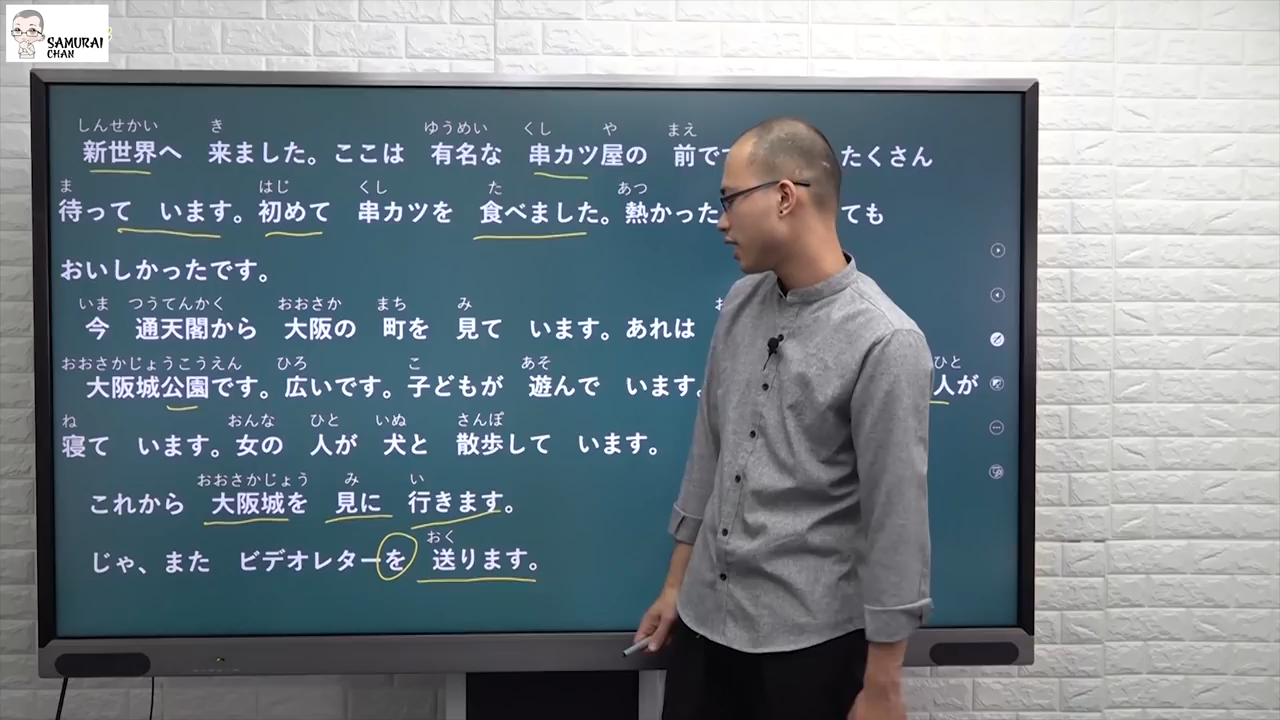 SAMURAI
CHAN
しんせかい き ゆうめい くし や まえ
新世界へ 来ました。ここは 有名な 串カツ屋の 前で たくさん
ま はじ くし た あつ
待って います。初めて 串カツを 食べました。熱かった ても
おいしかったです。
いま つうてんかく おおさか まち み
今 通天閣から 大阪の 町を 見て います。あれは
おおさかじょうこうえん ひろ こ あそ ひと
大阪城公園です。広いです。子どもが 遊んで います。 人が
ね おんな ひと いぬ さんぽ
寝て います。女の 人が 犬と 散歩して います。
おおさかじょう み い
これから 大阪城を 見に 行きます。
おく
じゃ、また ビデオレターを 送ります。